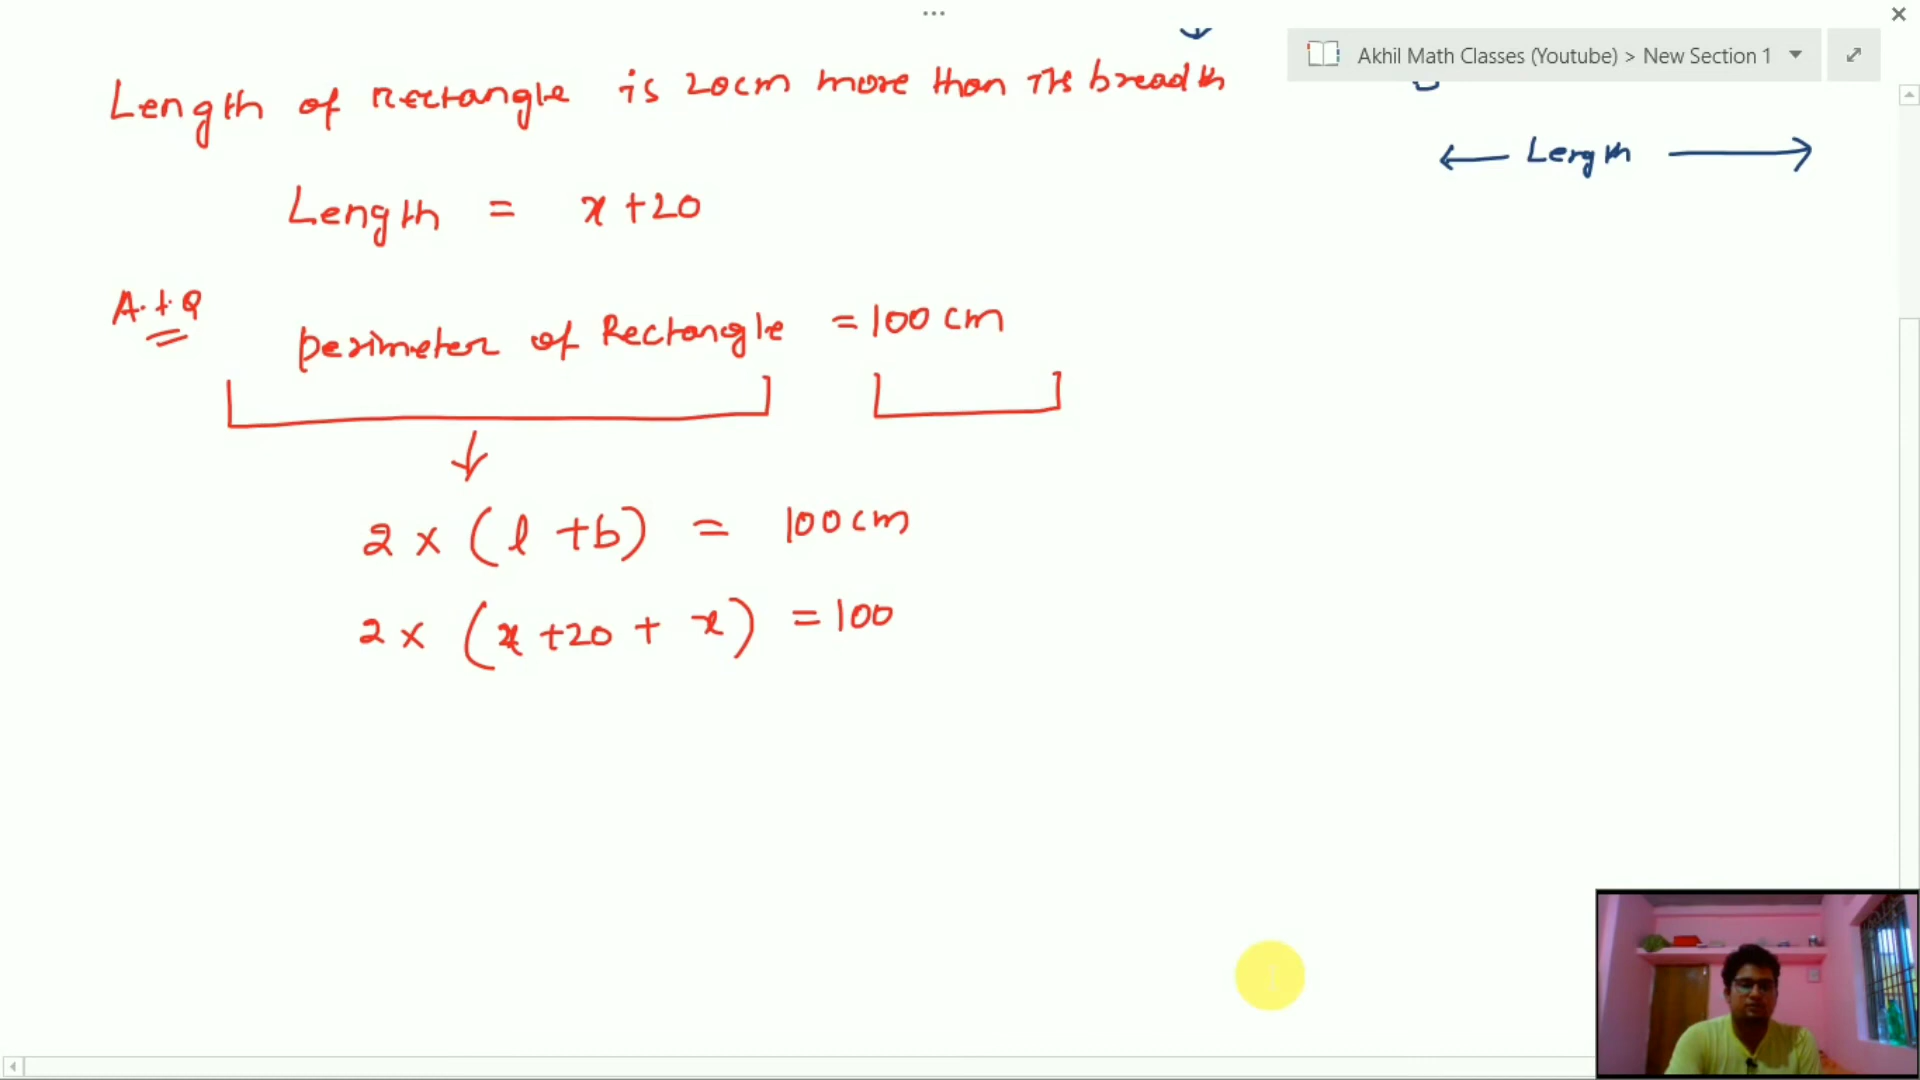 Akhil Math Classes (Youtube) > New Section 1
Length of rectangle is 20cm more than its breadth
Length
Length = x+20
A.t.Q
perimeter of Rectangle = 100 cm
2 × (l + b) = 100 cm
2 × (x + 20 + x) = 100